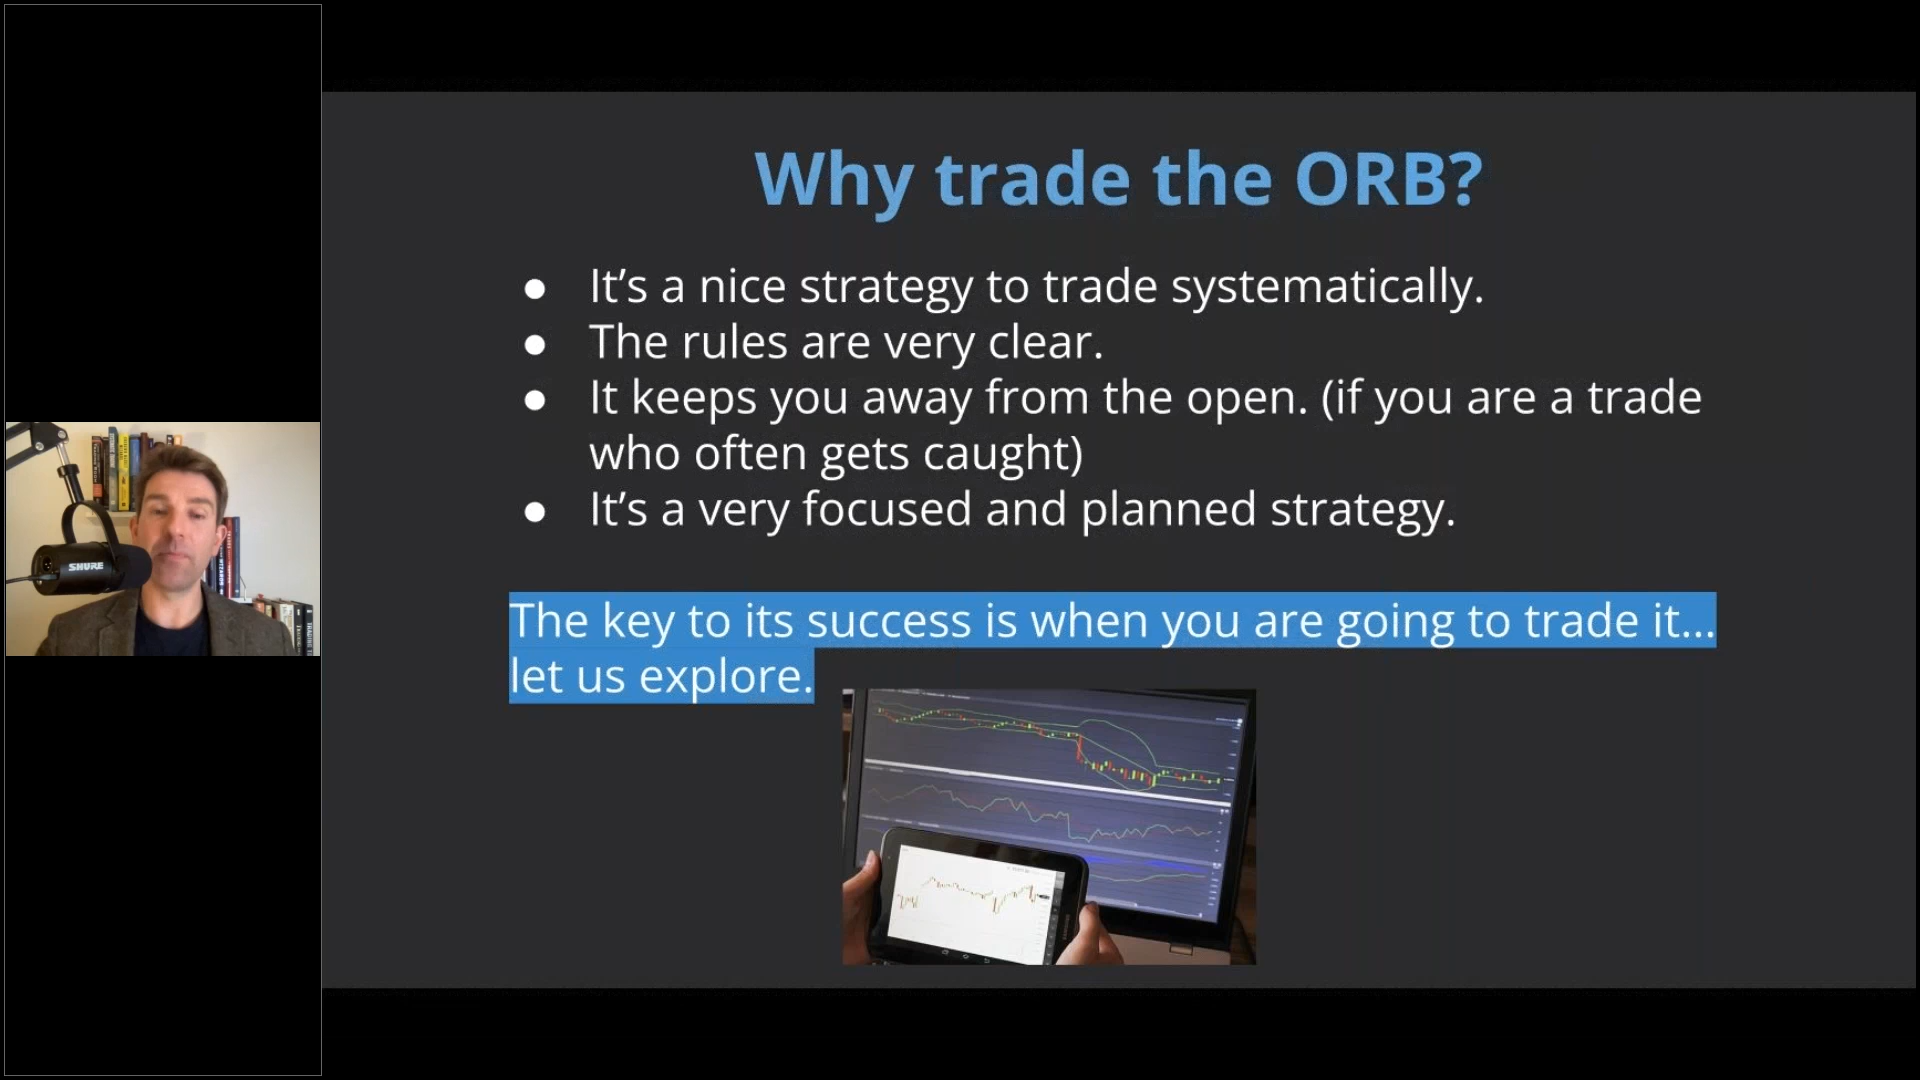 Why trade the ORB?
● It’s a nice strategy to trade systematically.
● The rules are very clear.
● It keeps you away from the open. (if you are a trade
who often gets caught)
● It’s a very focused and planned strategy.
The key to its success is when you are going to trade it...
let us explore.
SHURE